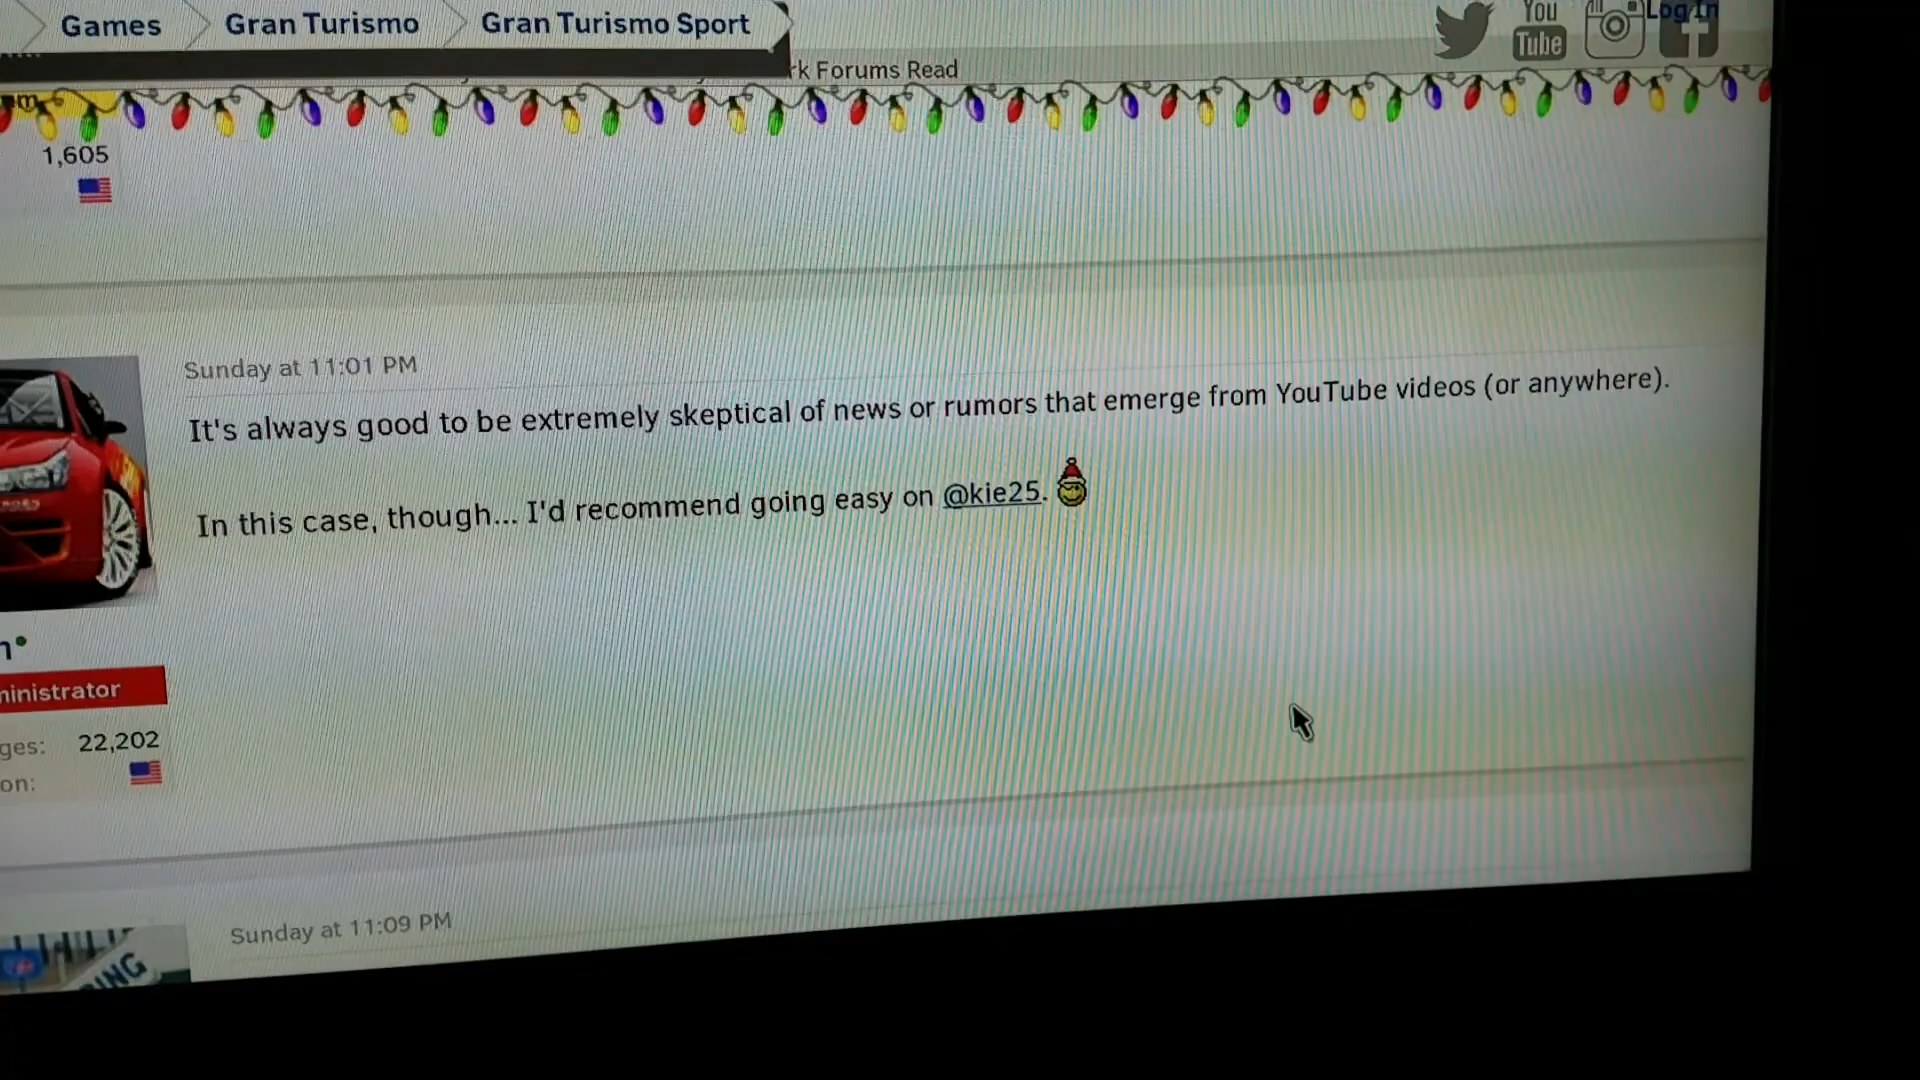 Games
Gran Turismo
Gran Turismo Sport
You
Tube
Log In
Forums Read
1,605
Sunday at 11:01 PM
It's always good to be extremely skeptical of news or rumors that emerge from YouTube videos (or anywhere).
In this case, though... I'd recommend going easy on @kie25.
ministrator
ges: 22,202
on:
Sunday at 11:09 PM